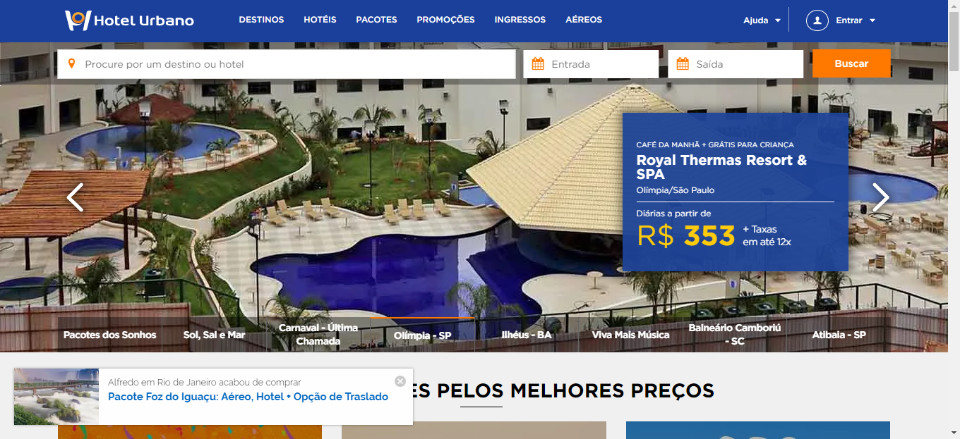 Hotel Urbano
DESTINOS HOTÉIS PACOTES PROMOÇÕES INGRESSOS AÉREOS
Ajuda
Entrar
Procure por um destino ou hotel
Entrada
Saída
Buscar
CAFÉ DA MANHÃ + GRÁTIS PARA CRIANÇA
Royal Thermas Resort &
SPA
Olímpia/São Paulo
Diárias a partir de
R$ 353 + Taxas
em até 12x
Pacotes dos Sonhos
Sol, Sal e Mar
Carnaval - Última
Chamada
Olímpia - SP
Ilhéus - BA
Viva Mais Música
Balneário Camboriú
- SC
Atibaia - SP
Alfredo em Rio de Janeiro acabou de comprar
Pacote Foz do Iguaçu: Aéreo, Hotel + Opção de Traslado
ES PELOS MELHORES PREÇOS